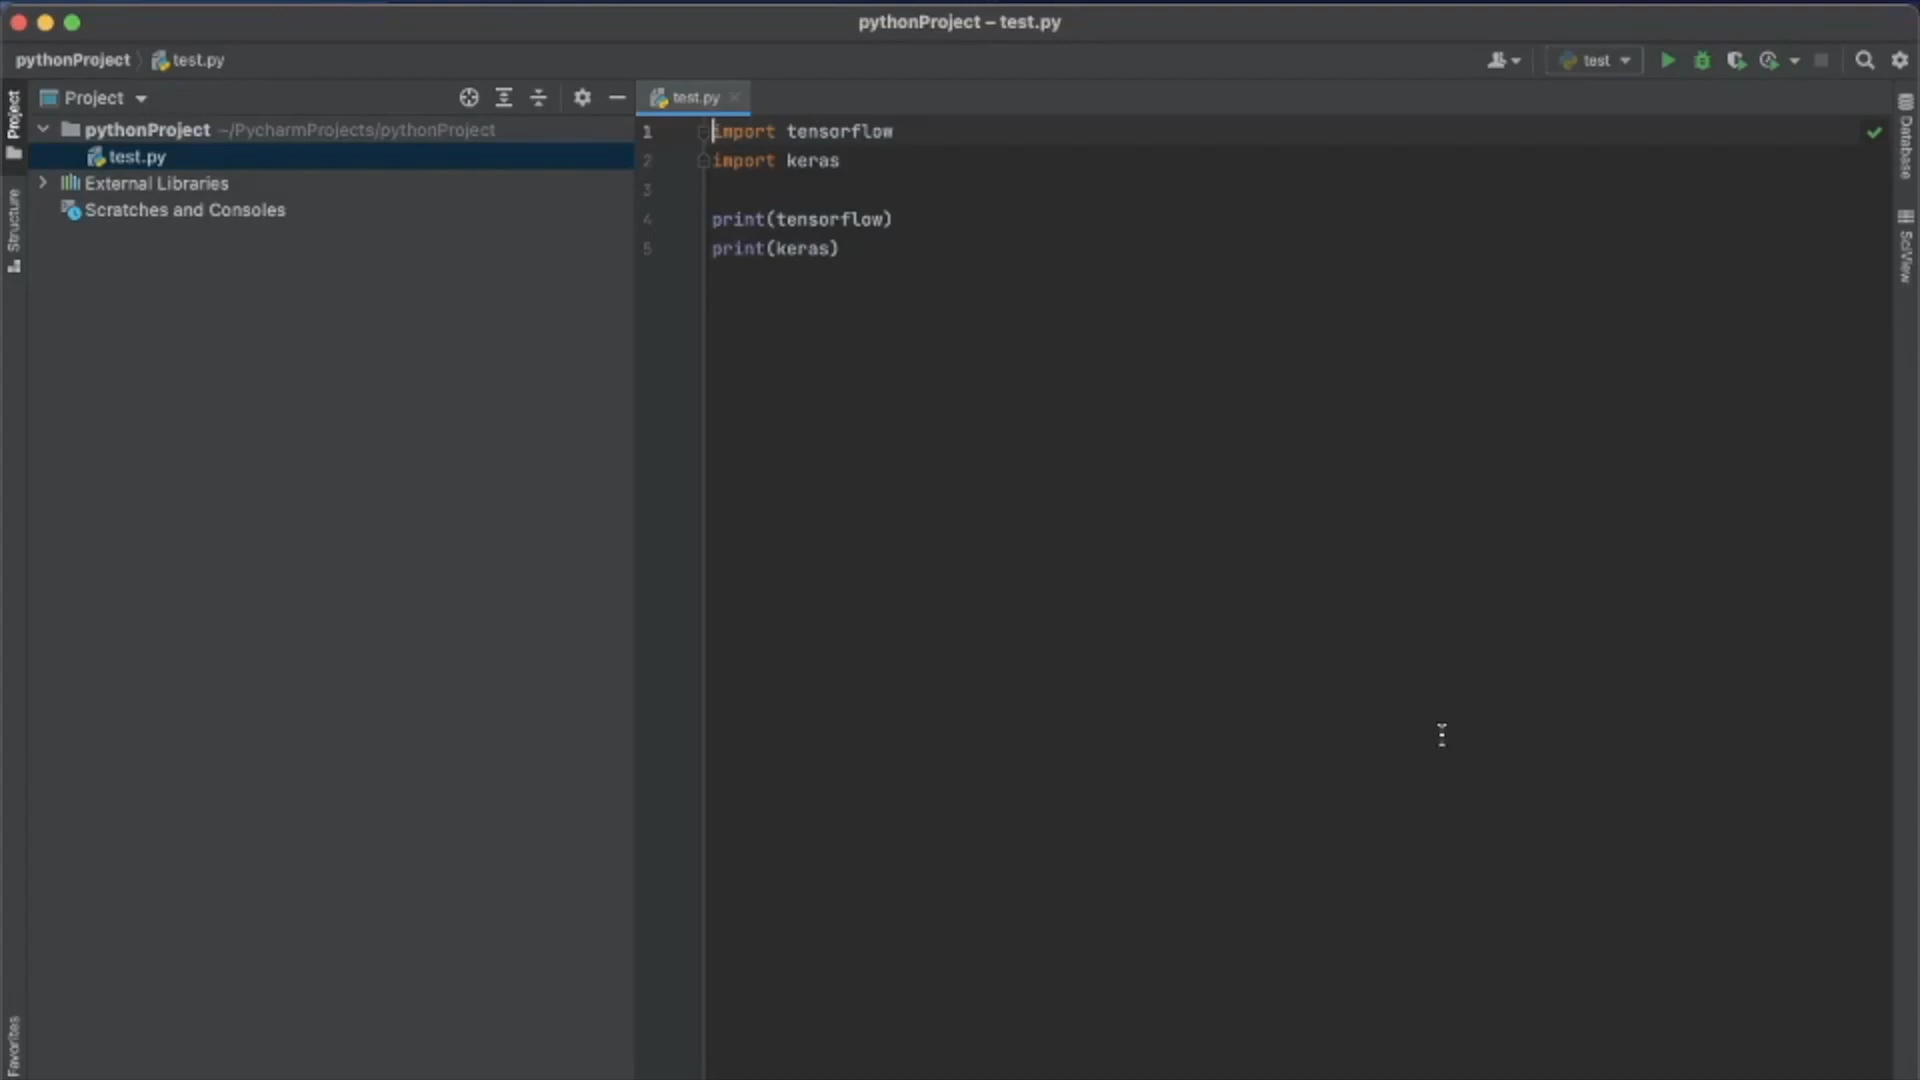 pythonProject – test.py
pythonProject
test.py
test
Project
Project
test.py
pythonProject ~/PycharmProjects/pythonProject
test.py
External Libraries
Scratches and Consoles
Structure
Favorites
1 import tensorflow
2 import keras
3
4 print(tensorflow)
5 print(keras)
Database
SciView